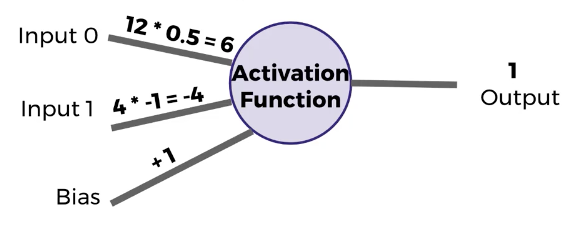 Input 0
12 * 0.5 = 6
Activation
Function
1
Output
Input 1
4 * -1 = -4
+1
Bias